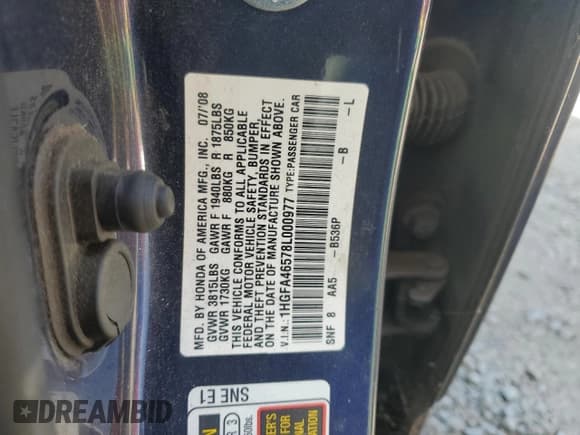 MFD. BY HONDA OF AMERICA MFG., INC. 07/'08
GVWR 3815LBS GAWR F 1940LBS R 1875LBS
GVWR 1730KG GAWR F 880KG R 850KG
THIS VEHICLE CONFORMS TO ALL APPLICABLE
FEDERAL MOTOR VEHICLE SAFETY, BUMPER,
AND THEFT PREVENTION STANDARDS IN EFFECT
ON THE DATE OF MANUFACTURE SHOWN ABOVE.
V.I.N.: 1HGFA46578L000977 TYPE:PASSENGER CAR
SNF 8 AA5 -B536P -B -L
SNE E1
DREAMBID